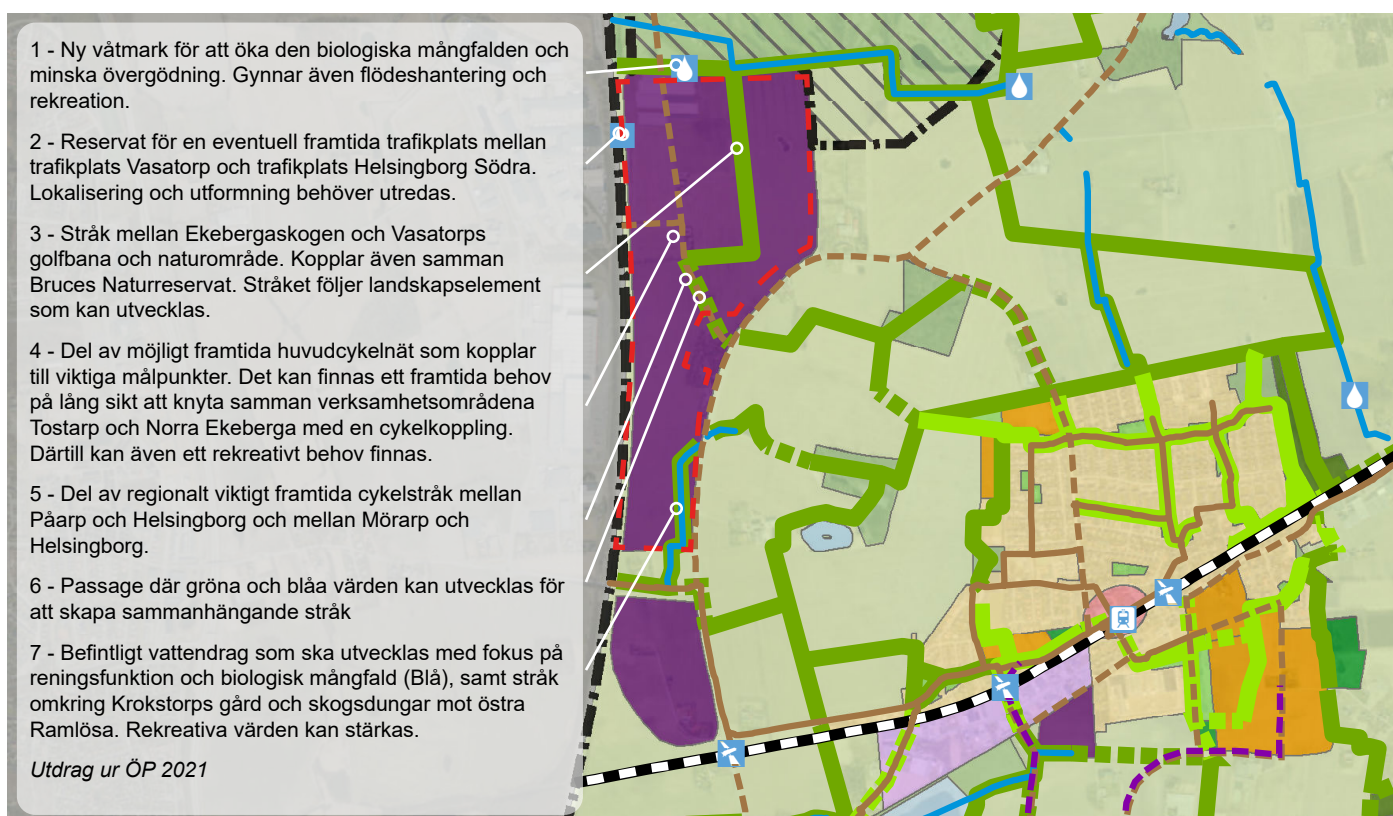 1 - Ny våtmark för att öka den biologiska mångfalden och
minska övergödning. Gynnar även flödeshantering och
rekreation.
2 - Reservat för en eventuell framtida trafikplats mellan
trafikplats Vasatorp och trafikplats Helsingborg Södra.
Lokalisering och utformning behöver utredas.
3 - Stråk mellan Ekebergaskogen och Vasatorps
golfbana och naturområde. Kopplar även samman
Bruces Naturreservat. Stråket följer landskapselement
som kan utvecklas.
4 - Del av möjligt framtida huvudcykelnät som kopplar
till viktiga målpunkter. Det kan finnas ett framtida behov
på lång sikt att knyta samman verksamhetsområdena
Tostarp och Norra Ekeberga med en cykelkoppling.
Därtill kan även ett rekreativt behov finnas.
5 - Del av regionalt viktigt framtida cykelstråk mellan
Påarp och Helsingborg och mellan Mörarp och
Helsingborg.
6 - Passage där gröna och blåa värden kan utvecklas för
att skapa sammanhängande stråk
7 - Befintligt vattendrag som ska utvecklas med fokus på
reningsfunktion och biologisk mångfald (Blå), samt stråk
omkring Krokstorps gård och skogsdungar mot östra
Ramlösa. Rekreativa värden kan stärkas.
Utdrag ur ÖP 2021